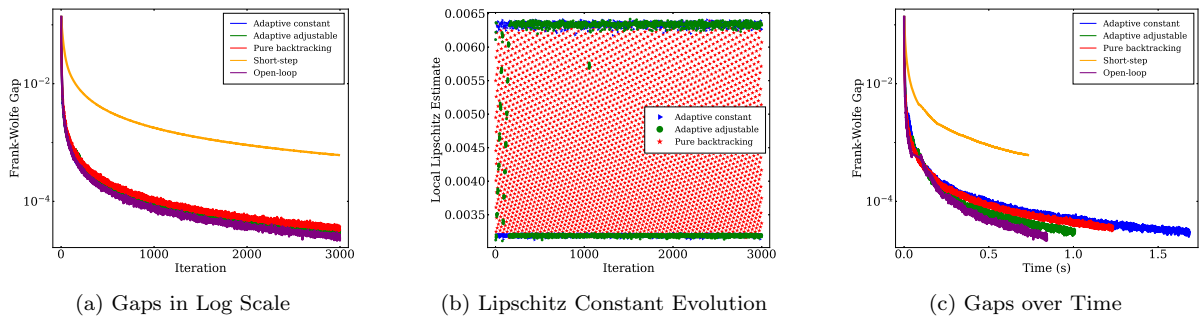 Frank-Wolfe Gap
10⁻²
10⁻⁴
0
1000
2000
3000
Iteration
Adaptive constant
Adaptive adjustable
Pure backtracking
Short-step
Open-loop
(a) Gaps in Log Scale
Local Lipschitz Estimate
0.0065
0.0060
0.0055
0.0050
0.0045
0.0040
0.0035
0
1000
2000
3000
Iteration
Adaptive constant
Adaptive adjustable
Pure backtracking
(b) Lipschitz Constant Evolution
Frank-Wolfe Gap
10⁻²
10⁻⁴
0.0
0.5
1.0
1.5
Time (s)
Adaptive constant
Adaptive adjustable
Pure backtracking
Short-step
Open-loop
(c) Gaps over Time